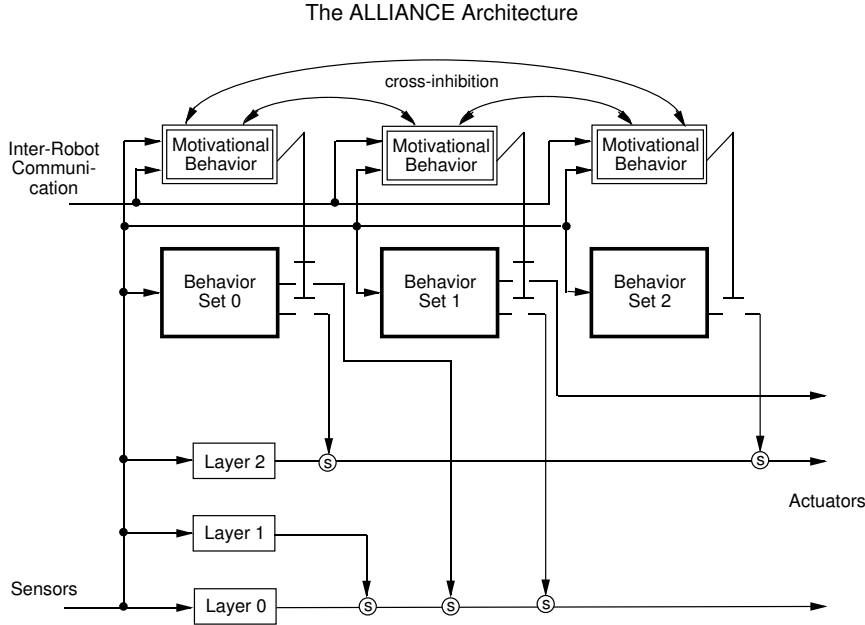 The ALLIANCE Architecture
cross-inhibition
Inter-Robot
Communi-
cation
Motivational
Behavior
Motivational
Behavior
Motivational
Behavior
Behavior
Set 0
Behavior
Set 1
Behavior
Set 2
Layer 2
s
s
Actuators
Layer 1
Sensors
Layer 0
s
s
s